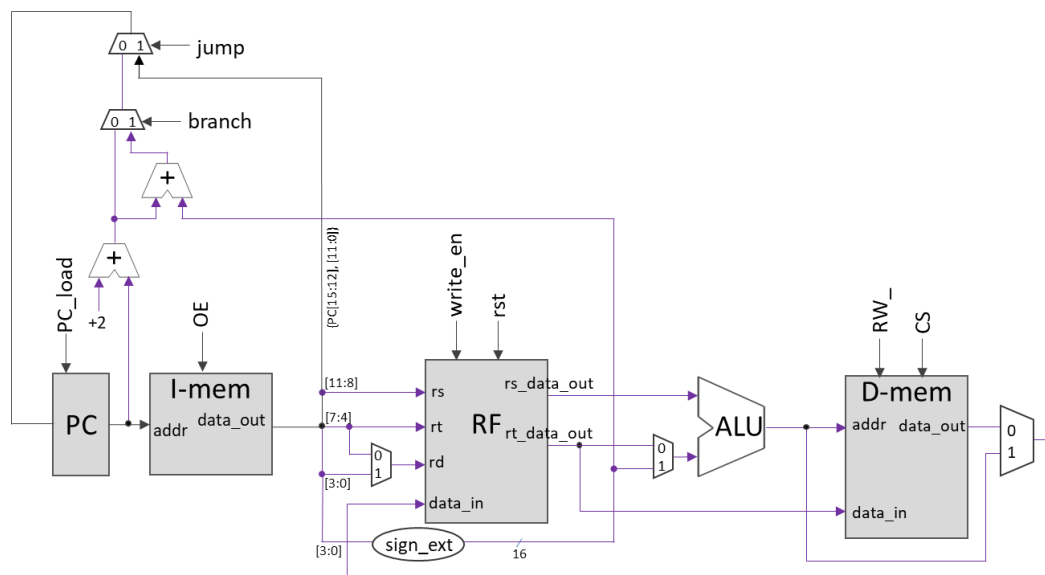 0 1
jump
0 1
branch
+
+
+2
PC_load
OE
{PC[15:12], [11:0]}
write_en
rst
RW_
CS
PC
I-mem
addr
data_out
[11:8]
[7:4]
[3:0]
[3:0]
0
1
rs
rt
rd
data_in
RF
rs_data_out
rt_data_out
sign_ext
16
0
1
ALU
D-mem
addr
data_out
data_in
0
1